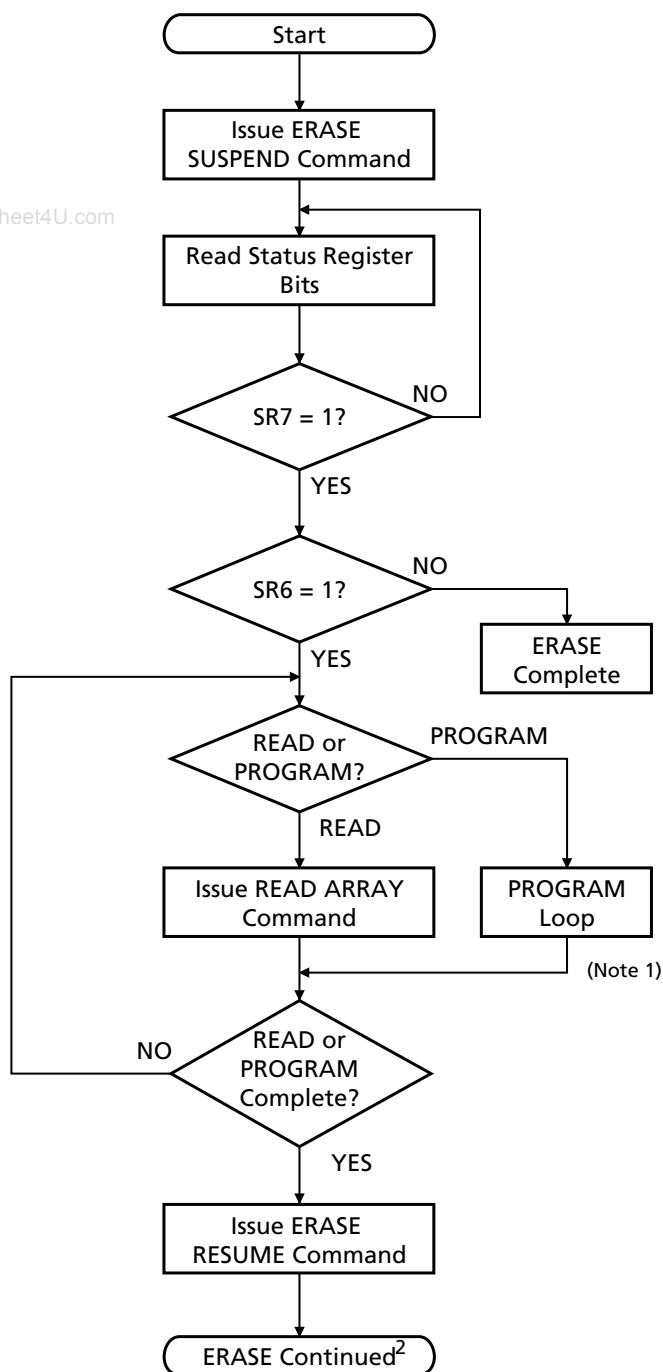 Start
Issue ERASE
SUSPEND Command
heet4U.com
Read Status Register
Bits
NO
SR7 = 1?
YES
NO
SR6 = 1?
YES
ERASE
Complete
READ or
PROGRAM?
PROGRAM
READ
Issue READ ARRAY
Command
PROGRAM
Loop
(Note 1)
NO
READ or
PROGRAM
Complete?
YES
Issue ERASE
RESUME Command
ERASE Continued2